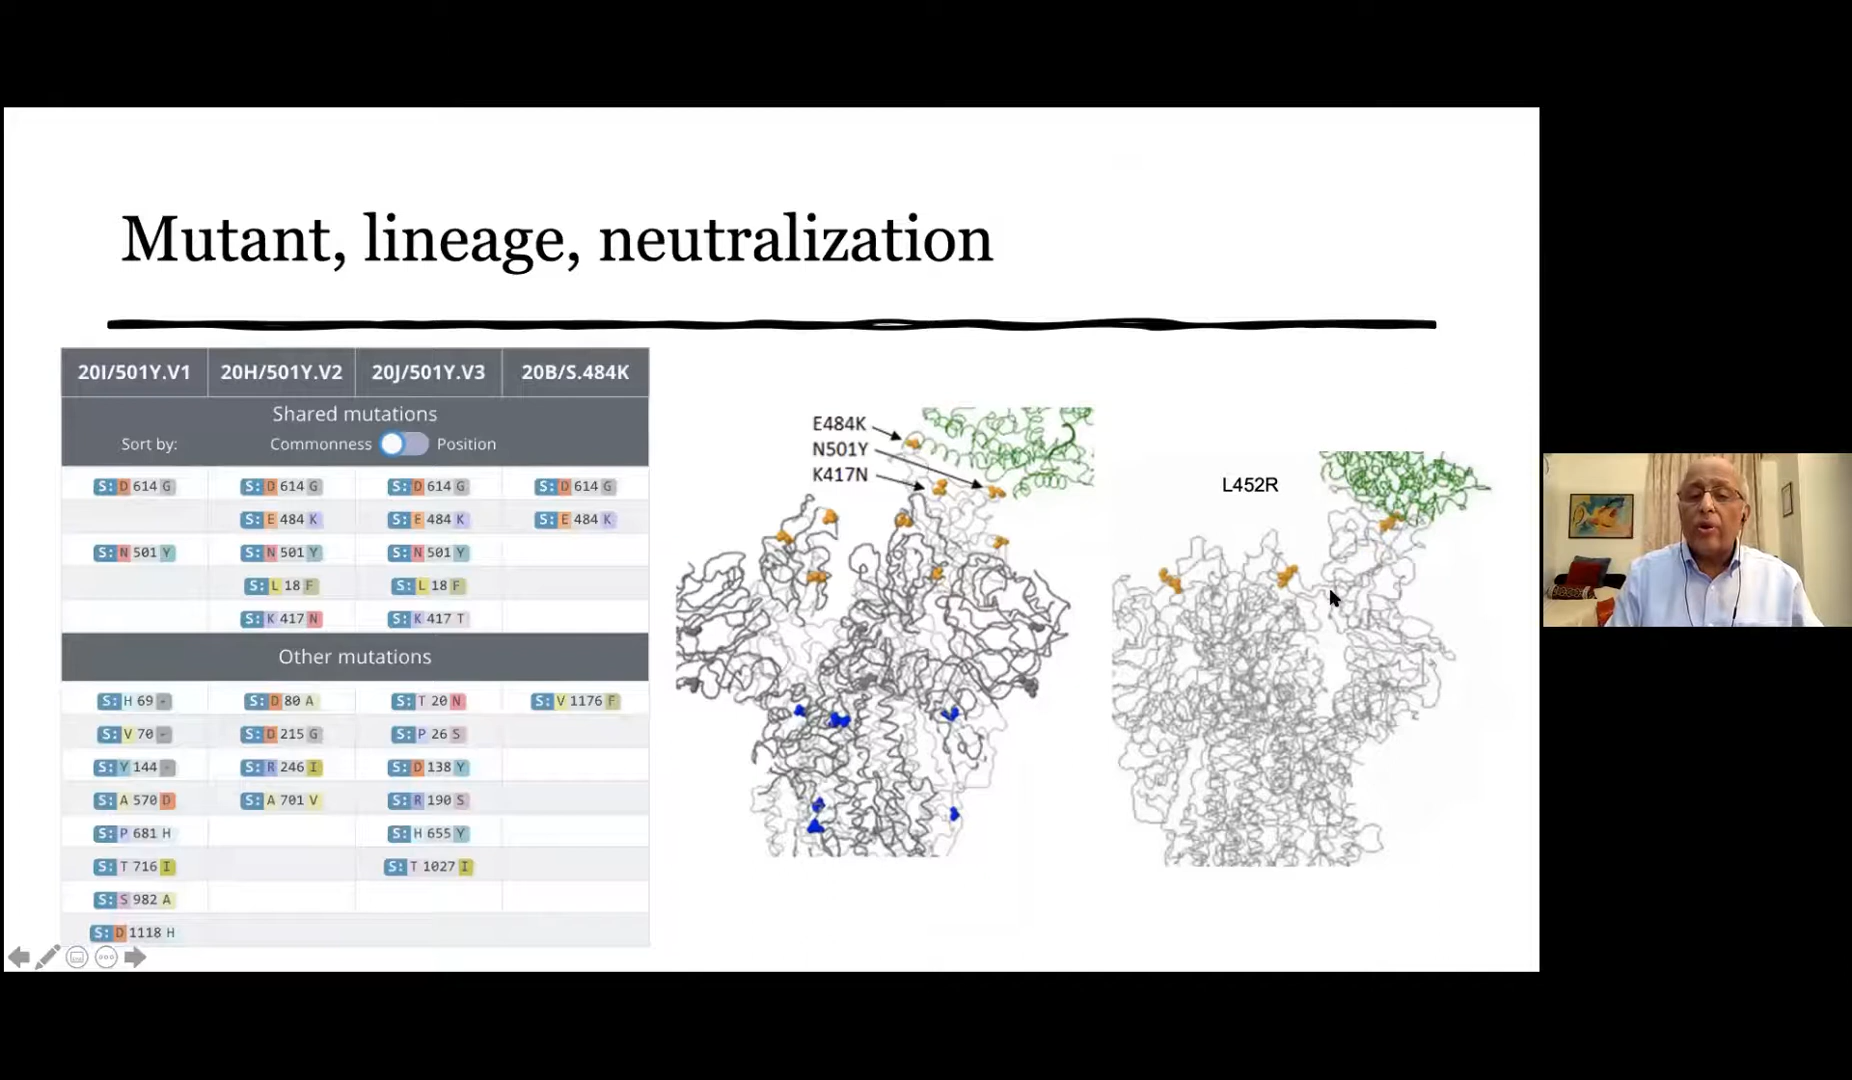 Mutant, lineage, neutralization
20I/501Y.V1 20H/501Y.V2 20J/501Y.V3 20B/S.484K
Shared mutations
Sort by: Commonness Position
S: D 614 G S: D 614 G S: D 614 G S: D 614 G
S: E 484 K S: E 484 K S: E 484 K
S: N 501 Y S: N 501 Y S: N 501 Y
S: L 18 F S: L 18 F
S: K 417 N S: K 417 T
Other mutations
S: H 69 - S: D 80 A S: T 20 N S: V 1176 F
S: V 70 - S: D 215 G S: P 26 S
S: Y 144 - S: R 246 I S: D 138 Y
S: A 570 D S: A 701 V S: R 190 S
S: P 681 H S: H 655 Y
S: T 716 I S: T 1027 I
S: S 982 A
S: D 1118 H
E484K
N501Y
K417N
L452R